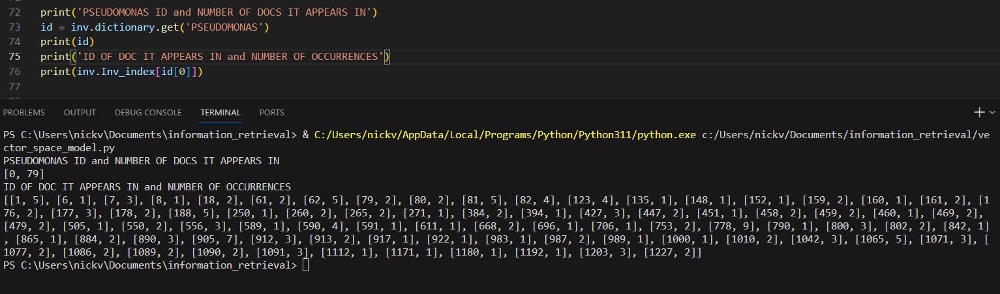 72 print('PSEUDOMONAS ID and NUMBER OF DOCS IT APPEARS IN')
73 id = inv.dictionary.get('PSEUDOMONAS')
74 print(id)
75 print('ID OF DOC IT APPEARS IN and NUMBER OF OCCURRENCES')
76 print(inv.Inv_index[id[0]])
77
PROBLEMS OUTPUT DEBUG CONSOLE TERMINAL PORTS
PS C:\Users\nickv\Documents\information_retrieval> & C:/Users/nickv/AppData/Local/Programs/Python/Python311/python.exe c:/Users/nickv/Documents/information_retrieval/ve
ctor_space_model.py
PSEUDOMONAS ID and NUMBER OF DOCS IT APPEARS IN
[0, 79]
ID OF DOC IT APPEARS IN and NUMBER OF OCCURRENCES
[[1, 5], [6, 1], [7, 3], [8, 1], [18, 2], [61, 2], [62, 5], [79, 2], [80, 2], [81, 5], [82, 4], [123, 4], [135, 1], [148, 1], [152, 1], [159, 2], [160, 1], [161, 2], [1
76, 2], [177, 3], [178, 2], [188, 5], [250, 1], [260, 2], [265, 2], [271, 1], [384, 2], [394, 1], [427, 3], [447, 2], [451, 1], [458, 2], [459, 2], [460, 1], [469, 2],
[479, 2], [505, 1], [550, 2], [556, 3], [589, 1], [590, 4], [591, 1], [611, 1], [668, 2], [696, 1], [706, 1], [753, 2], [778, 9], [790, 1], [800, 3], [802, 2], [842, 1]
, [865, 1], [884, 2], [890, 3], [905, 7], [912, 3], [913, 2], [917, 1], [922, 1], [983, 1], [987, 2], [989, 1], [1000, 1], [1010, 2], [1042, 3], [1065, 5], [1071, 3], [
1077, 2], [1086, 2], [1089, 2], [1090, 2], [1091, 3], [1112, 1], [1171, 1], [1180, 1], [1192, 1], [1203, 3], [1227, 2]]
PS C:\Users\nickv\Documents\information_retrieval>